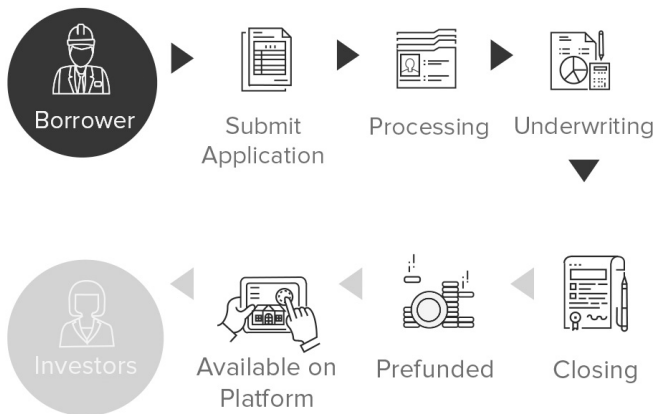 Borrower
Submit
Application
Processing
Underwriting
Investors
Available on
Platform
Prefunded
Closing